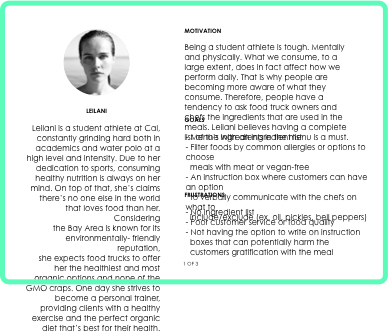 LEILANI
Leilani is a student athlete at Cal,
constantly grinding hard both in
academics and water polo at a
high level and intensity. Due to her
dedication to sports, consuming
healthy nutrition is always on her
mind. On top of that, she's claims
there's no one else in the world
that loves food than her.
Considering
the Bay Area is known for its
environmentally- friendly
reputation,
she expects food trucks to offer
her the healthiest and most
organic options and none of the
GMO craps. One day she strives to
become a personal trainer,
providing clients with a healthy
exercise and the perfect organic
diet that's best for their health.
MOTIVATION
Being a student athlete is tough. Mentally
and physically. What we consume, to a
large extent, does in fact affect how we
perform daily. That is why people are
becoming more aware of what they
consume. Therefore, people have a
tendency to ask food truck owners and
chefs the ingredients that are used in the
GOALS
meals. Leilani believes having a complete
list of the ingredients in the menu is a must.
- Filter foods by common allergies or options to
choose
meals with meat or vegan-free
- An instruction box where customers can have
an option
FRUSTRATIONS
to verbally communicate with the chefs on
what to
- No ingredient list
include/exclude (ex. oil, pickles, bell peppers)
- Poor customer service or food quality
- Not having the option to write on instruction
boxes that can potentially harm the
customers gratification with the meal
1 OF 3